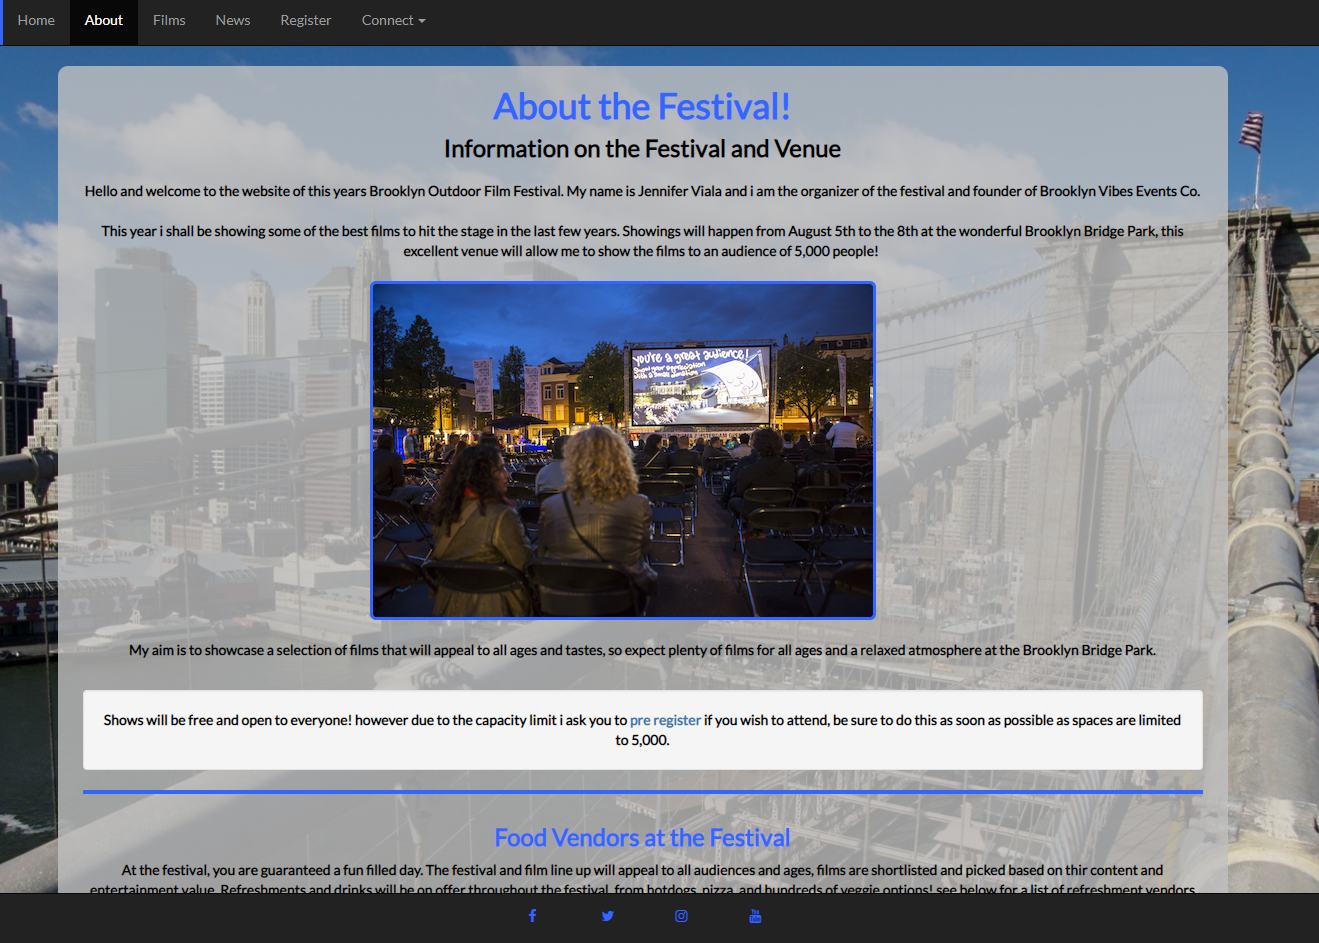 Home About Films News Register Connect
About the Festival!
Information on the Festival and Venue
Hello and welcome to the website of this years Brooklyn Outdoor Film Festival. My name is Jennifer Viala and i am the organizer of the festival and founder of Brooklyn Vibes Events Co.
This year i shall be showing some of the best films to hit the stage in the last few years. Showings will happen from August 5th to the 8th at the wonderful Brooklyn Bridge Park, this
excellent venue will allow me to show the films to an audience of 5,000 people!
you're a great audience!
Show your appreciation
with a small donation
My aim is to showcase a selection of films that will appeal to all ages and tastes, so expect plenty of films for all ages and a relaxed atmosphere at the Brooklyn Bridge Park.
Shows will be free and open to everyone! however due to the capacity limit i ask you to pre register if you wish to attend, be sure to do this as soon as possible as spaces are limited
to 5,000.
Food Vendors at the Festival
At the festival, you are guaranteed a fun filled day. The festival and film line up will appeal to all audiences and ages, films are shortlisted and picked based on thir content and
entertainment value. Refreshments and drinks will be on offer throughout the festival, from hotdogs, pizza, and hundreds of veggie options! see below for a list of refreshment vendors